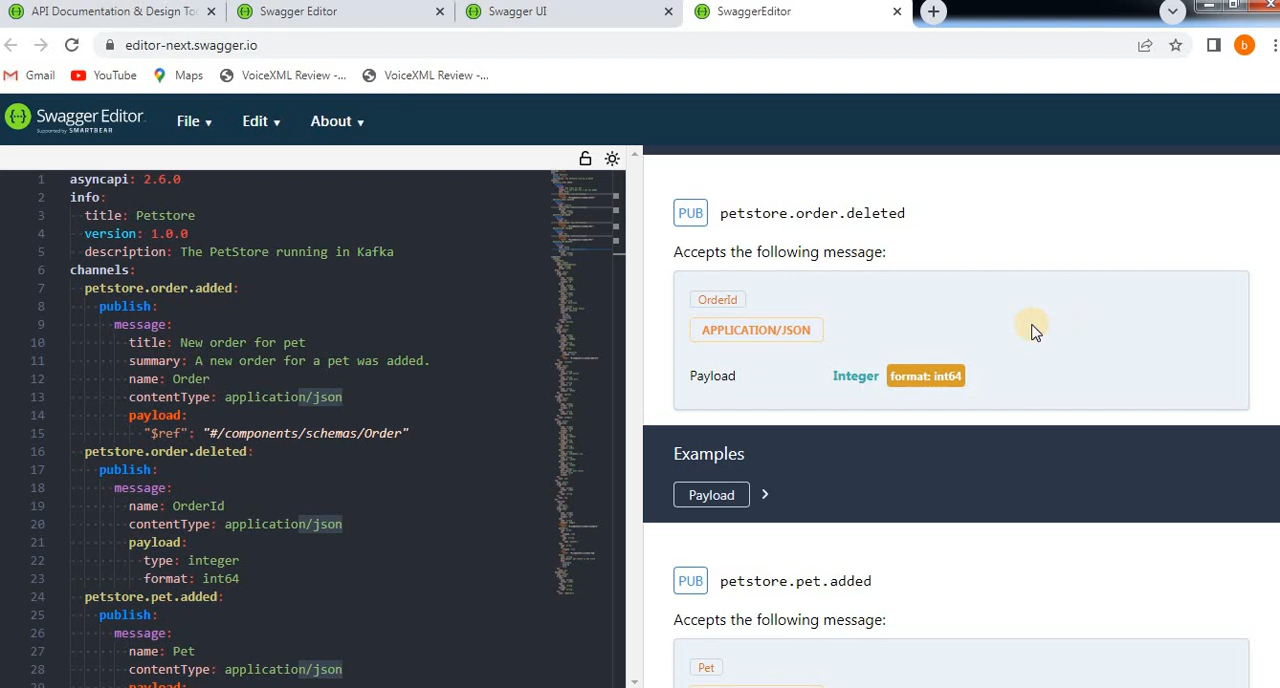 API Documentation & Design To
Swagger Editor
Swagger UI
SwaggerEditor
editor-next.swagger.io
b
Gmail
YouTube
Maps
VoiceXML Review -...
VoiceXML Review -...
{··} Swagger Editor
Supported by SMARTBEAR
File
Edit
About
1 asyncapi: 2.6.0
2 info:
3 title: Petstore
4 version: 1.0.0
5 description: The PetStore running in Kafka
6 channels:
7 petstore.order.added:
8 publish:
9 message:
10 title: New order for pet
11 summary: A new order for a pet was added.
12 name: Order
13 contentType: application/json
14 payload:
15 "$ref": "#/components/schemas/Order"
16 petstore.order.deleted:
17 publish:
18 message:
19 name: OrderId
20 contentType: application/json
21 payload:
22 type: integer
23 format: int64
24 petstore.pet.added:
25 publish:
26 message:
27 name: Pet
28 contentType: application/json
29 payload:
PUB petstore.order.deleted
Accepts the following message:
OrderId
APPLICATION/JSON
Payload Integer format: int64
Examples
Payload
PUB petstore.pet.added
Accepts the following message:
Pet